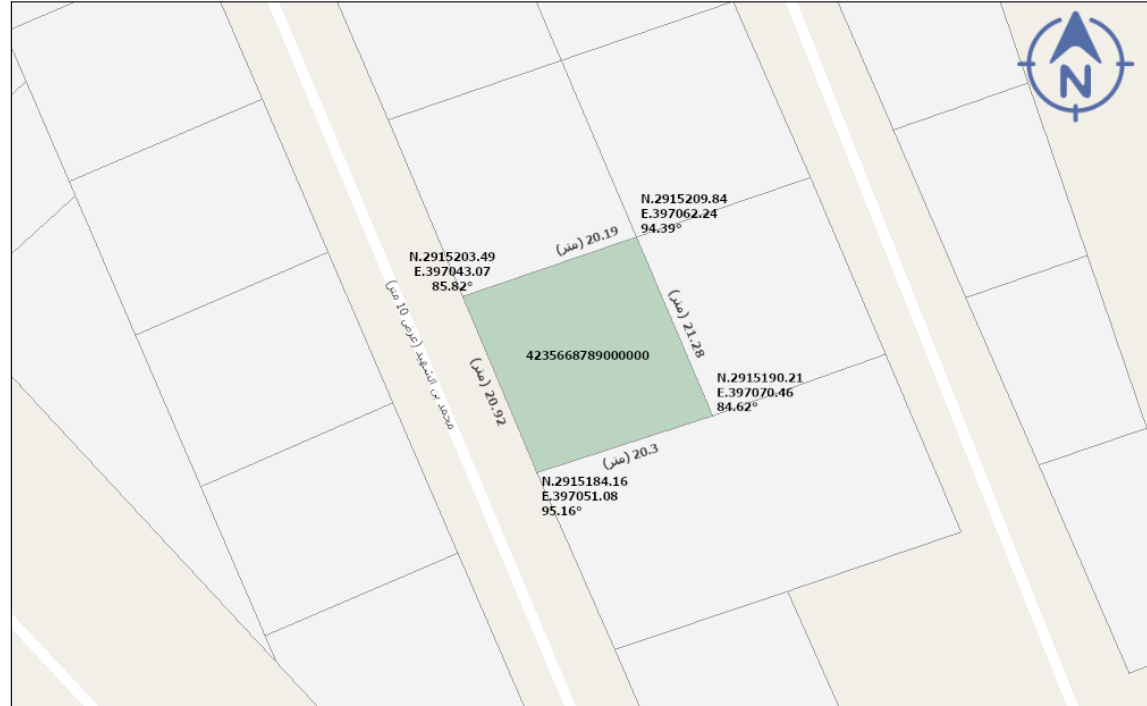 N
N.2915209.84
E.397062.24
94.39°
20.19 (متر)
N.2915203.49
E.397043.07
85.82°
محمد بن الشهيد (عرض 10 متر)
21.28 (متر)
4235668789000000
20.92 (متر)
N.2915190.21
E.397070.46
84.62°
20.3 (متر)
N.2915184.16
E.397051.08
95.16°